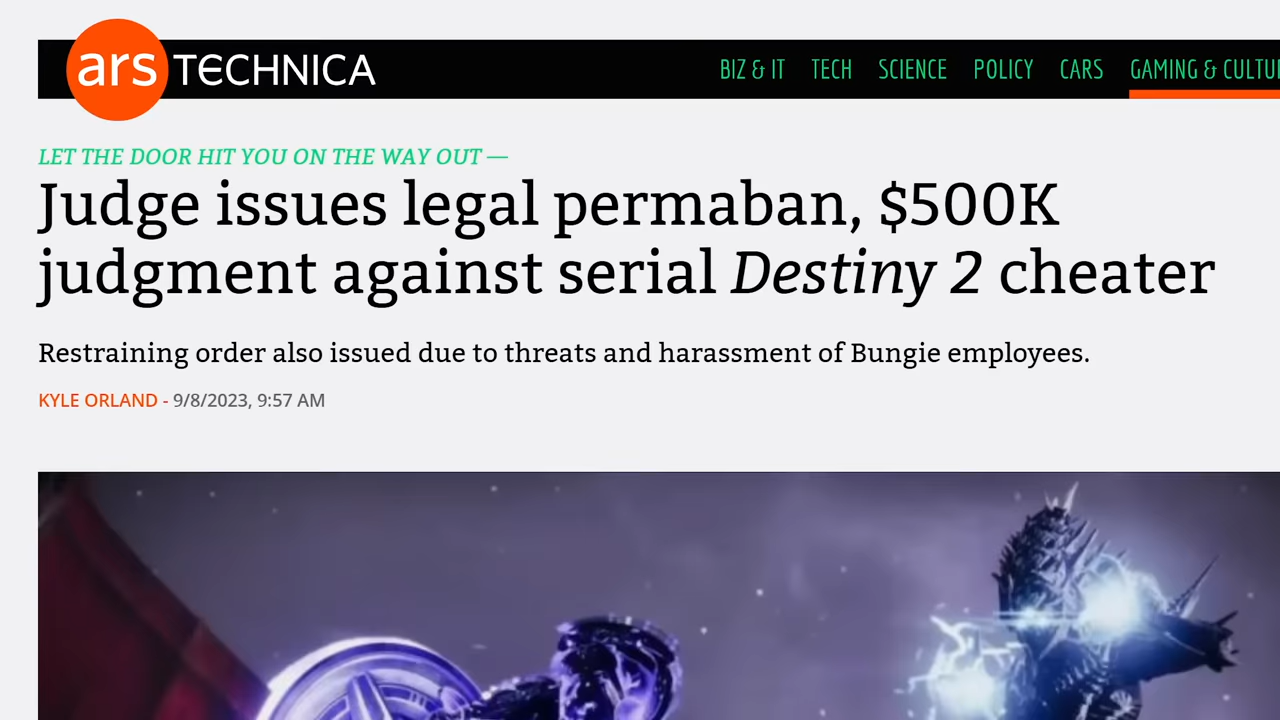 ars TECHNICA
BIZ & IT TECH SCIENCE POLICY CARS GAMING & CULTU
LET THE DOOR HIT YOU ON THE WAY OUT —
Judge issues legal permaban, $500K
judgment against serial Destiny 2 cheater
Restraining order also issued due to threats and harassment of Bungie employees.
KYLE ORLAND - 9/8/2023, 9:57 AM